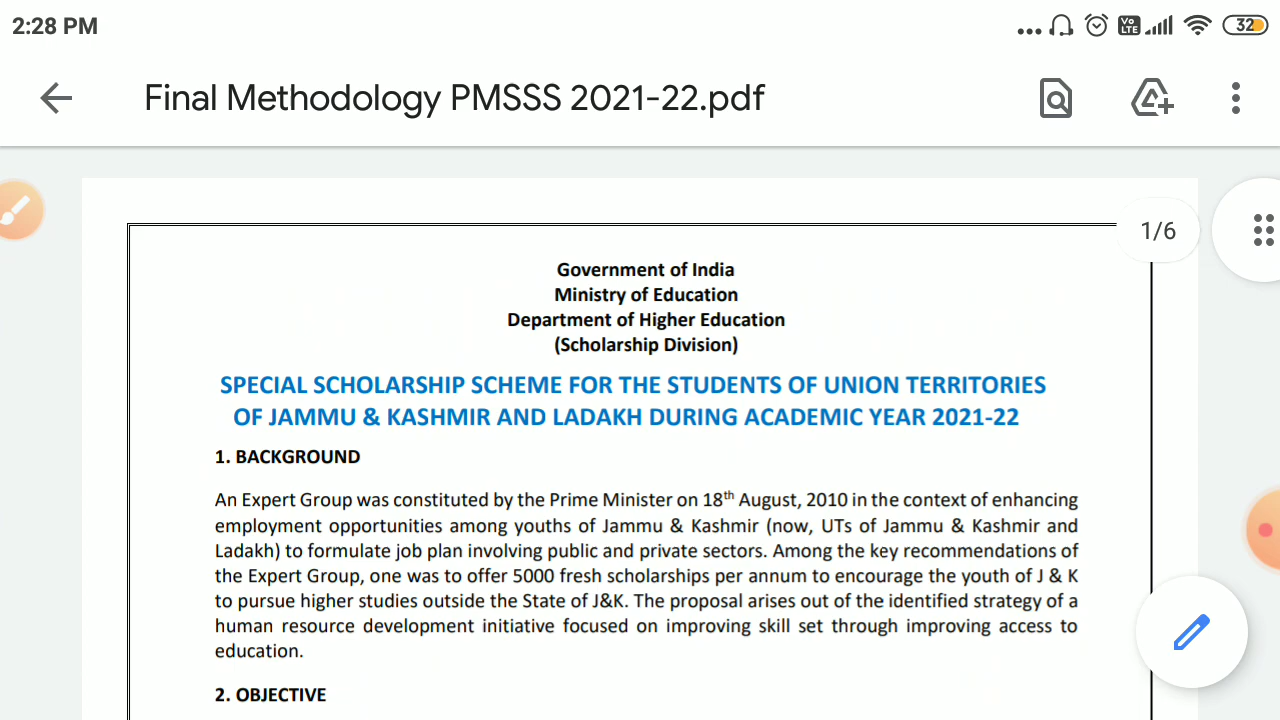 2:28 PM
Vo LTE
32
Final Methodology PMSSS 2021-22.pdf
1/6
Government of India
Ministry of Education
Department of Higher Education
(Scholarship Division)
SPECIAL SCHOLARSHIP SCHEME FOR THE STUDENTS OF UNION TERRITORIES
OF JAMMU & KASHMIR AND LADAKH DURING ACADEMIC YEAR 2021-22
1. BACKGROUND
An Expert Group was constituted by the Prime Minister on 18th August, 2010 in the context of enhancing
employment opportunities among youths of Jammu & Kashmir (now, UTs of Jammu & Kashmir and
Ladakh) to formulate job plan involving public and private sectors. Among the key recommendations of
the Expert Group, one was to offer 5000 fresh scholarships per annum to encourage the youth of J & K
to pursue higher studies outside the State of J&K. The proposal arises out of the identified strategy of a
human resource development initiative focused on improving skill set through improving access to
education.
2. OBJECTIVE